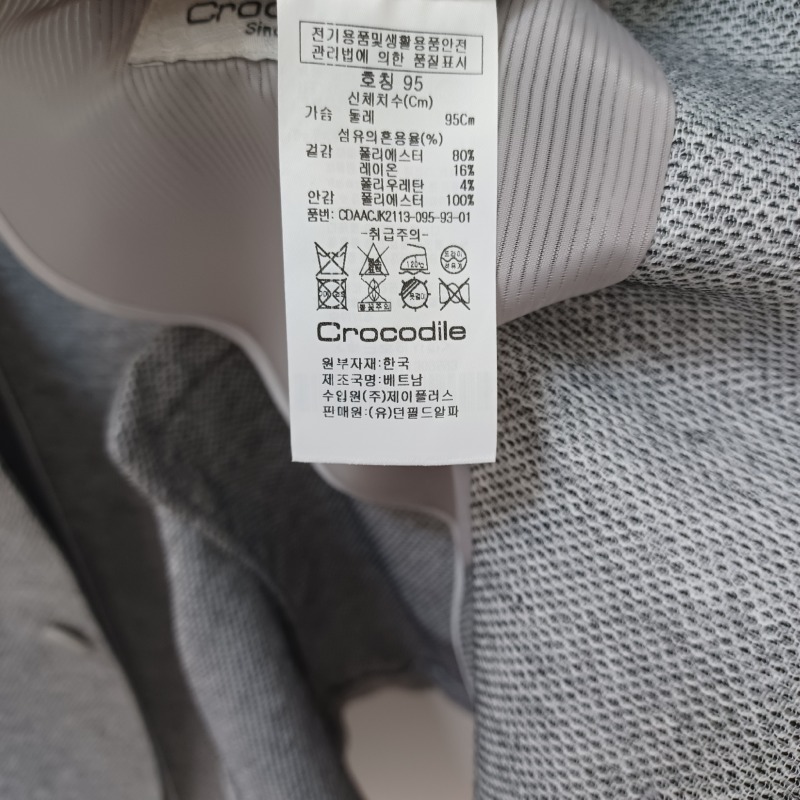 Croc
전기용품및생활용품안전
관리법에 의한 품질표시
호칭 95
신체치수(Cm)
가슴 둘레 95Cm
섬유의혼용율(%)
겉감 폴리에스터 80%
레이온 16%
폴리우레탄 4%
안감 폴리에스터 100%
품번: CDAACJK2113-095-93-01
-취급주의-
120℃
Crocodile
원부자재:한국
제조국명:베트남
수입원(주)제이플러스
판매원:(유)던필드알파